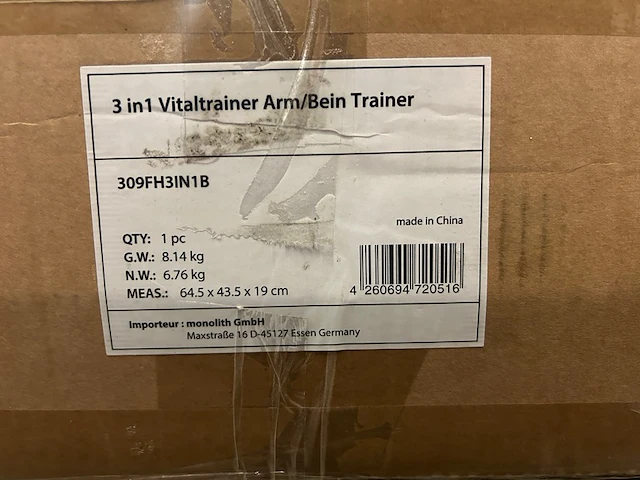 3 in1 Vitaltrainer Arm/Bein Trainer
309FH3IN1B
made in China
QTY: 1 pc
G.W.: 8.14 kg
N.W.: 6.76 kg
MEAS.: 64.5 x 43.5 x 19 cm
4 260694 720516
Importeur : monolith GmbH
Maxstraße 16 D-45127 Essen Germany